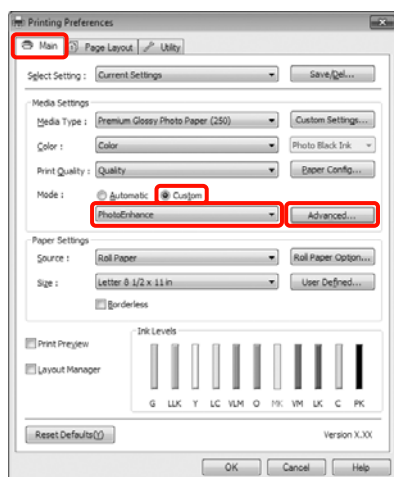 Printing Preferences
Main Page Layout Utility
Select Setting : Current Settings Save/Del...
Media Settings
Media Type : Premium Glossy Photo Paper (250) Custom Settings...
Color : Color Photo Black Ink
Print Quality : Quality Paper Config...
Mode : Automatic Custom
PhotoEnhance Advanced...
Paper Settings
Source : Roll Paper Roll Paper Option...
Size : Letter 8 1/2 x 11 in User Defined...
Borderless
Ink Levels
Print Preview
Layout Manager
G LLK Y LC VLM O MK VM LK C PK
Reset Defaults(Y) Version X.XX
OK Cancel Help